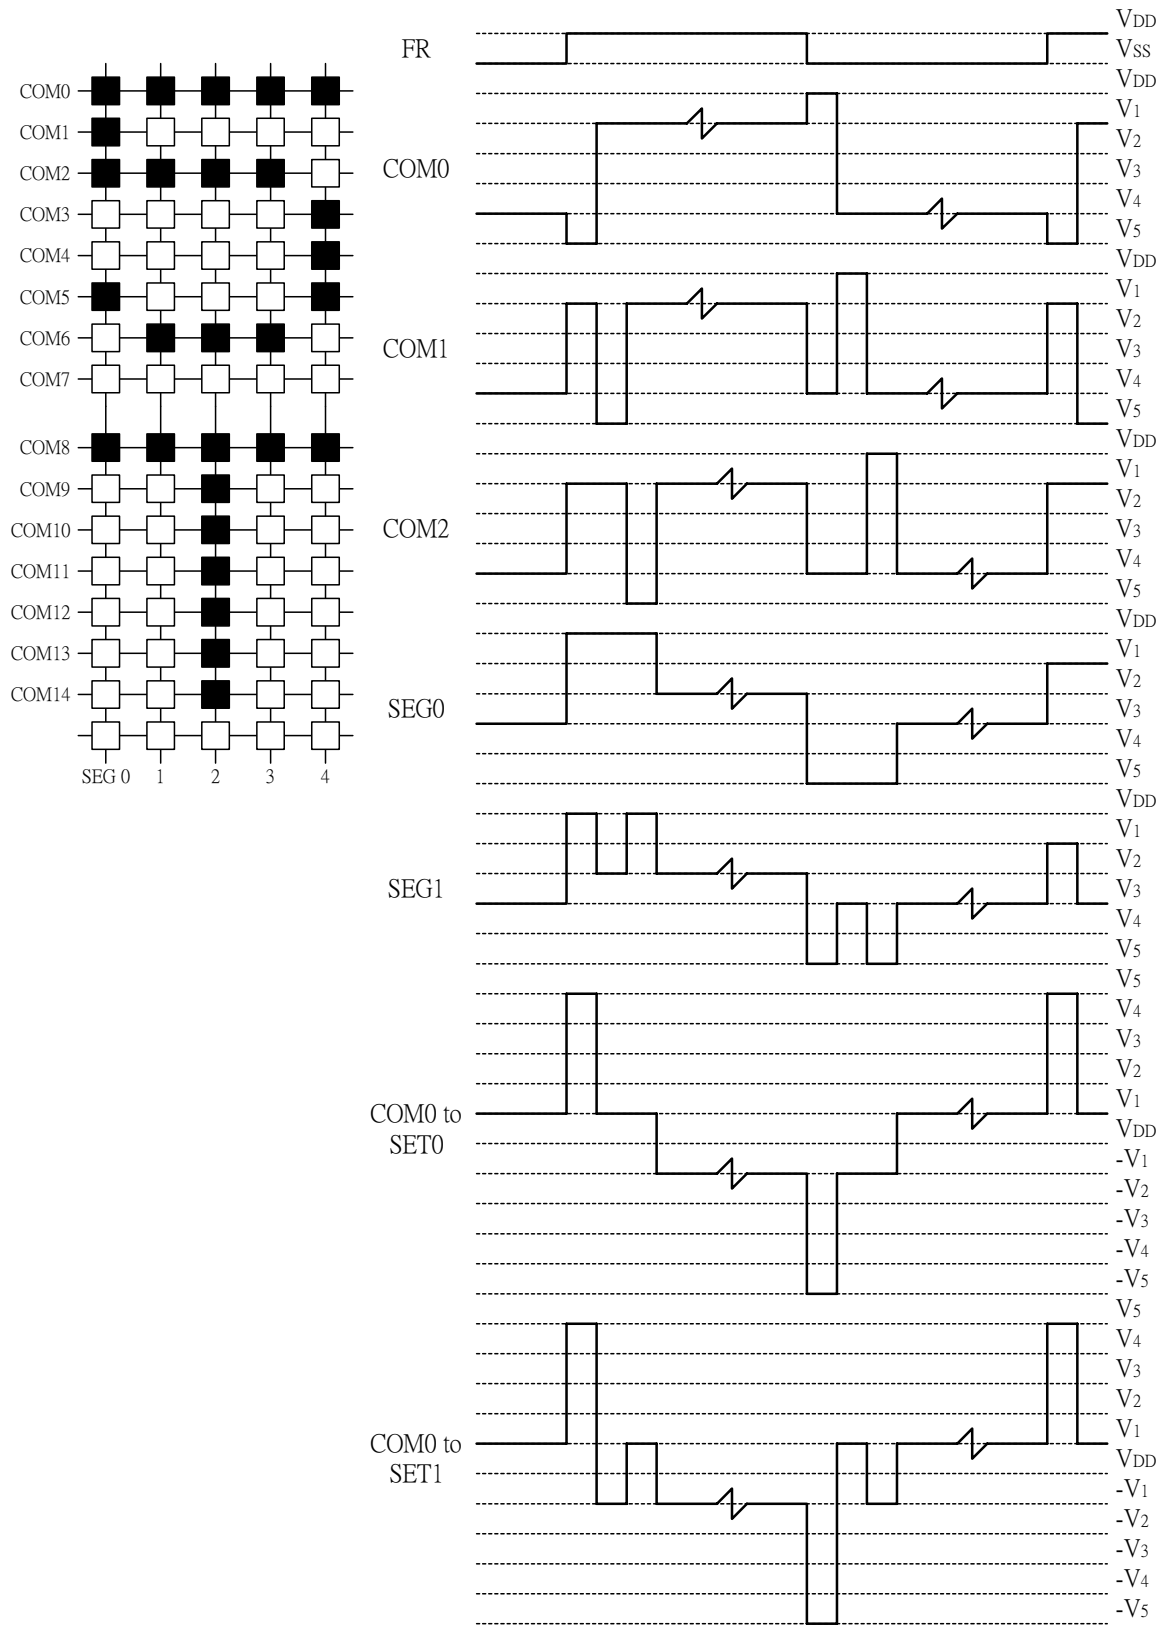 COM0
COM1
COM2
COM3
COM4
COM5
COM6
COM7
COM8
COM9
COM10
COM11
COM12
COM13
COM14
SEG 0 1 2 3 4
FR
VDD
VSS
COM0
VDD
V1
V2
V3
V4
V5
COM1
VDD
V1
V2
V3
V4
V5
COM2
VDD
V1
V2
V3
V4
V5
SEG0
VDD
V1
V2
V3
V4
V5
SEG1
VDD
V1
V2
V3
V4
V5
COM0 to
SET0
V5
V4
V3
V2
V1
VDD
-V1
-V2
-V3
-V4
-V5
COM0 to
SET1
V5
V4
V3
V2
V1
VDD
-V1
-V2
-V3
-V4
-V5